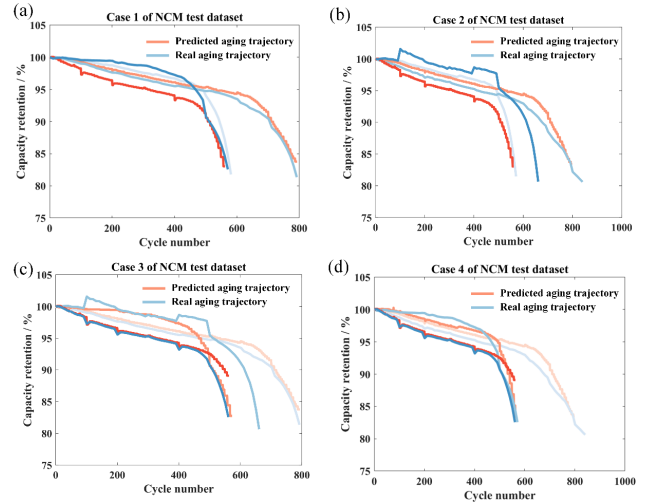 (a)
Case 1 of NCM test dataset
Predicted aging trajectory
Real aging trajectory
Capacity retention / %
105
100
95
90
85
80
75
0 200 400 600 800
Cycle number
(b)
Case 2 of NCM test dataset
Predicted aging trajectory
Real aging trajectory
Capacity retention / %
105
100
95
90
85
80
75
0 200 400 600 800 1000
Cycle number
(c)
Case 3 of NCM test dataset
Predicted aging trajectory
Real aging trajectory
Capacity retention / %
105
100
95
90
85
80
75
0 200 400 600 800
Cycle number
(d)
Case 4 of NCM test dataset
Predicted aging trajectory
Real aging trajectory
Capacity retention / %
105
100
95
90
85
80
75
0 200 400 600 800 1000
Cycle number